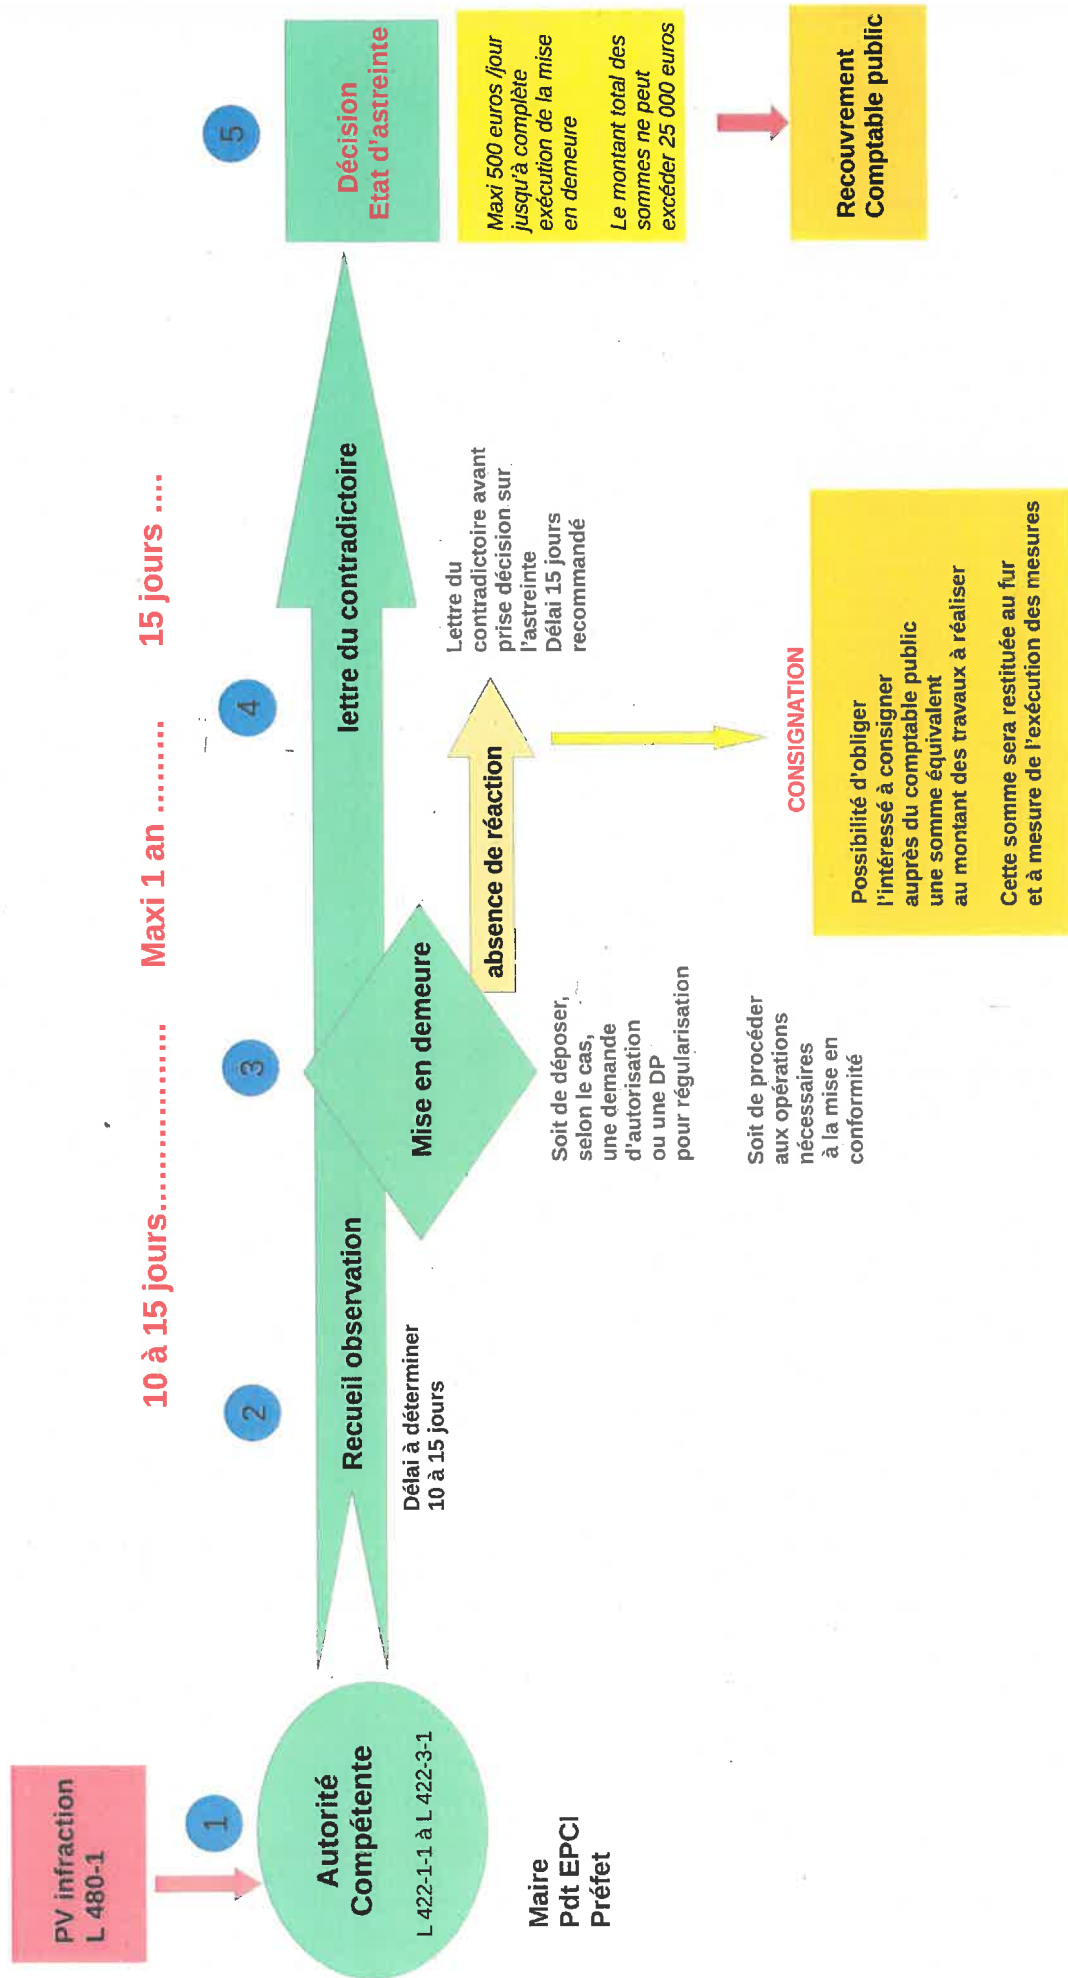 PV infraction
L 480-1
1
Autorité
Compétente
L 422-1-1 à L 422-3-1
Maire
Pdt EPCI
Préfet
10 à 15 jours..................... Maxi 1 an ......... 15 jours ....
2
Recueil observation
Délai à déterminer
10 à 15 jours
3
Mise en demeure
Soit de déposer,
selon le cas,
une demande
d'autorisation
ou une DP
pour régularisation
Soit de procéder
aux opérations
nécessaires
à la mise en
conformité
absence de réaction
4
lettre du contradictoire
Lettre du
contradictoire avant
prise décision sur
l'astreinte
Délai 15 jours
recommandé
CONSIGNATION
Possibilité d'obliger
l'intéressé à consigner
auprès du comptable public
une somme équivalent
au montant des travaux à réaliser
Cette somme sera restituée au fur
et à mesure de l'exécution des mesures
5
Décision
Etat d'astreinte
Maxi 500 euros /jour
jusqu'à complète
exécution de la mise
en demeure
Le montant total des
sommes ne peut
excéder 25 000 euros
Recouvrement
Comptable public